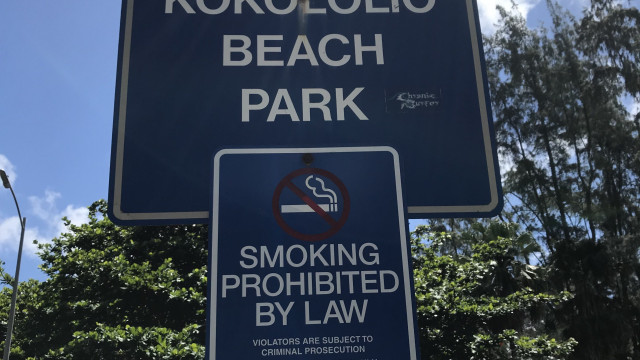 KOKOLOLIO
BEACH
PARK
SMOKING
PROHIBITED
BY LAW
VIOLATORS ARE SUBJECT TO
CRIMINAL PROSECUTION